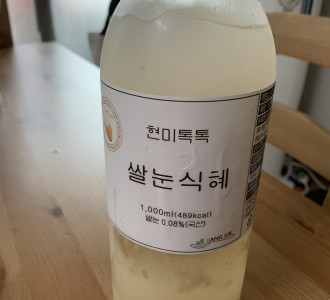 현미톡톡
쌀눈식혜
1,000ml(489kcal)
쌀눈 0.08%(국산)